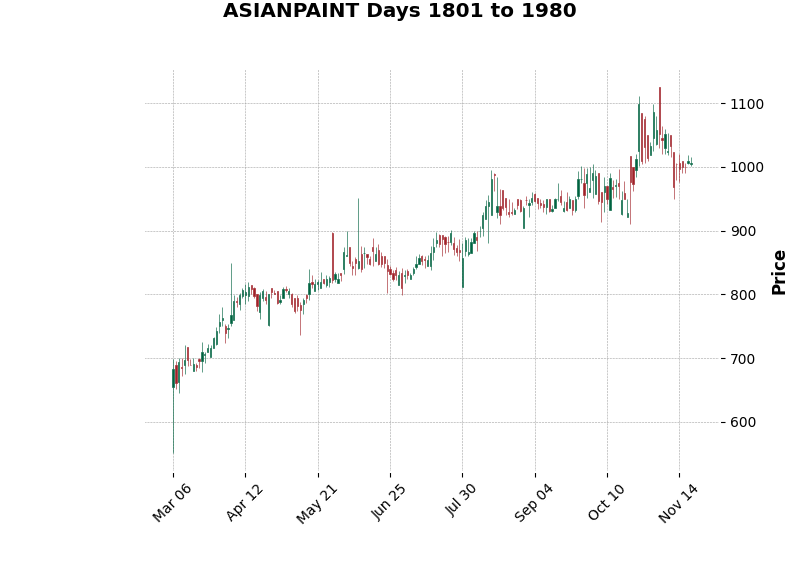 ASIANPAINT Days 1801 to 1980
1100
1000
900
800
700
600
Price
Mar 06
Apr 12
May 21
Jun 25
Jul 30
Sep 04
Oct 10
Nov 14